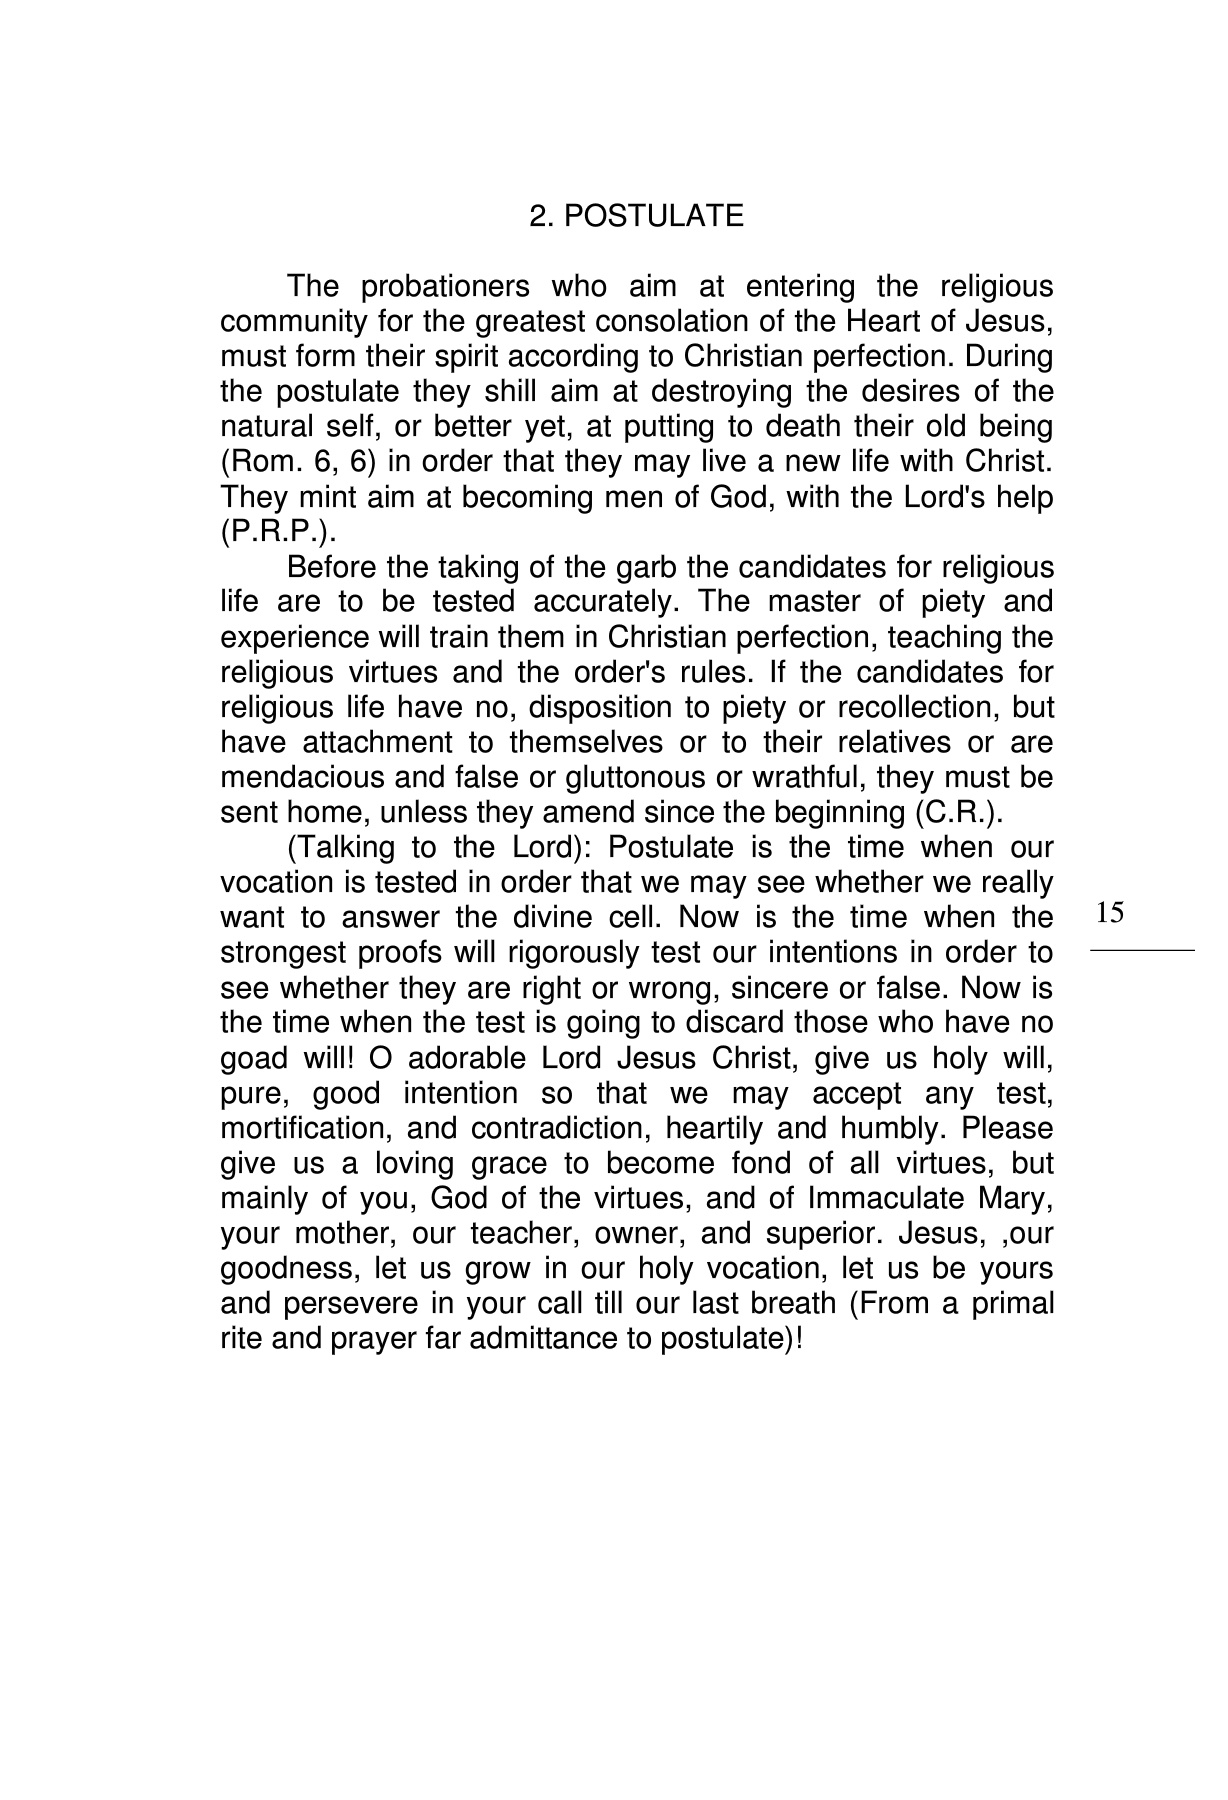 2. POSTULATE
The probationers who aim at entering the religious
community for the greatest consolation of the Heart of Jesus,
must form their spirit according to Christian perfection. During
the postulate they shill aim at destroying the desires of the
natural self, or better yet, at putting to death their old being
(Rom. 6, 6) in order that they may live a new life with Christ.
They mint aim at becoming men of God, with the Lord's help
(P.R.P.).
Before the taking of the garb the candidates for religious
life are to be tested accurately. The master of piety and
experience will train them in Christian perfection, teaching the
religious virtues and the order's rules. If the candidates for
religious life have no, disposition to piety or recollection, but
have attachment to themselves or to their relatives or are
mendacious and false or gluttonous or wrathful, they must be
sent home, unless they amend since the beginning (C.R.).
(Talking to the Lord): Postulate is the time when our
vocation is tested in order that we may see whether we really
want to answer the divine cell. Now is the time when the
strongest proofs will rigorously test our intentions in order to
see whether they are right or wrong, sincere or false. Now is
the time when the test is going to discard those who have no
goad will! O adorable Lord Jesus Christ, give us holy will,
pure, good intention so that we may accept any test,
mortification, and contradiction, heartily and humbly. Please
give us a loving grace to become fond of all virtues, but
mainly of you, God of the virtues, and of Immaculate Mary,
your mother, our teacher, owner, and superior. Jesus, ,our
goodness, let us grow in our holy vocation, let us be yours
and persevere in your call till our last breath (From a primal
rite and prayer far admittance to postulate)!
15